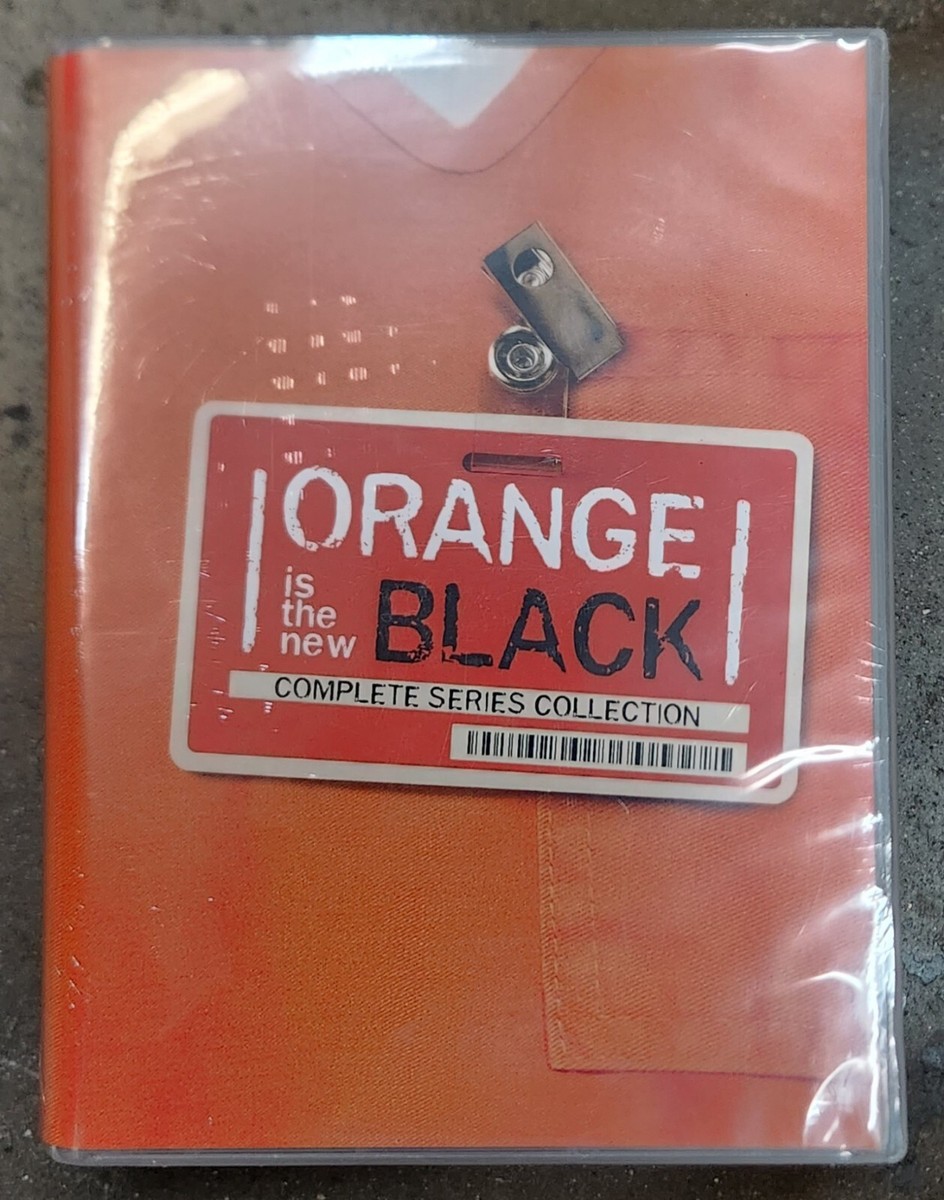 ORANGE
is
the
new
BLACK
COMPLETE SERIES COLLECTION